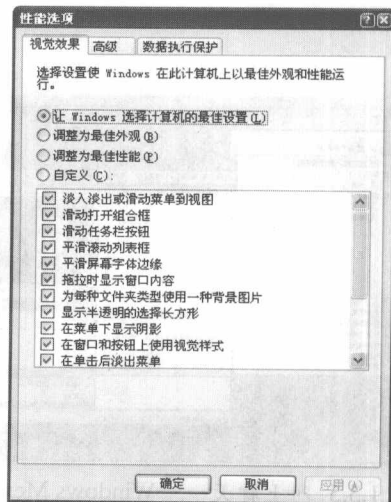 性能选项
视觉效果 高级 数据执行保护
选择设置使 Windows 在此计算机上以最佳外观和性能运
行。
让 Windows 选择计算机的最佳设置(L)
调整为最佳外观(B)
调整为最佳性能(P)
自定义(C):
淡入淡出或滑动菜单到视图
滑动打开组合框
滑动任务栏按钮
平滑滚动列表框
平滑屏幕字体边缘
拖拉时显示窗口内容
为每种文件夹类型使用一种背景图片
显示半透明的选择长方形
在菜单下显示阴影
在窗口和按钮上使用视觉样式
在单击后淡出菜单
确定 取消 应用(A)